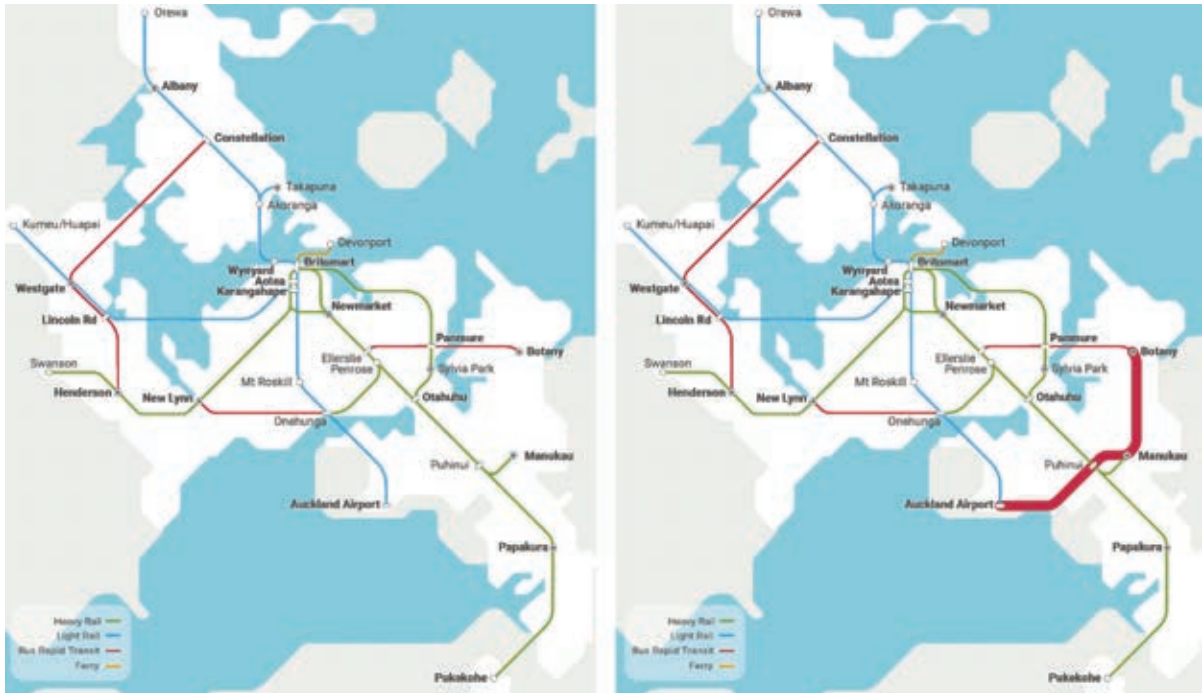 Orewa
Albany
Constellation
Takapuna
Akoranga
Kumeu/Huapai
Devonport
Britomart
Wynyard
Aotea
Karangahape
Westgate
Newmarket
Lincoln Rd
Panmure
Ellerslie
Botany
Penrose
Swanson
Sylvia Park
Mt Roskill
Henderson
New Lynn
Otahuhu
Onehunga
Puhinui
Manukau
Auckland Airport
Papakura
Heavy Rail
Light Rail
Bus Rapid Transit
Ferry
Pukekohe
Orewa
Albany
Constellation
Takapuna
Akoranga
Kumeu/Huapai
Devonport
Britomart
Wynyard
Aotea
Karangahape
Westgate
Newmarket
Lincoln Rd
Panmure
Ellerslie
Botany
Penrose
Swanson
Sylvia Park
Mt Roskill
Henderson
New Lynn
Otahuhu
Onehunga
Puhinui
Manukau
Auckland Airport
Papakura
Heavy Rail
Light Rail
Bus Rapid Transit
Ferry
Pukekohe